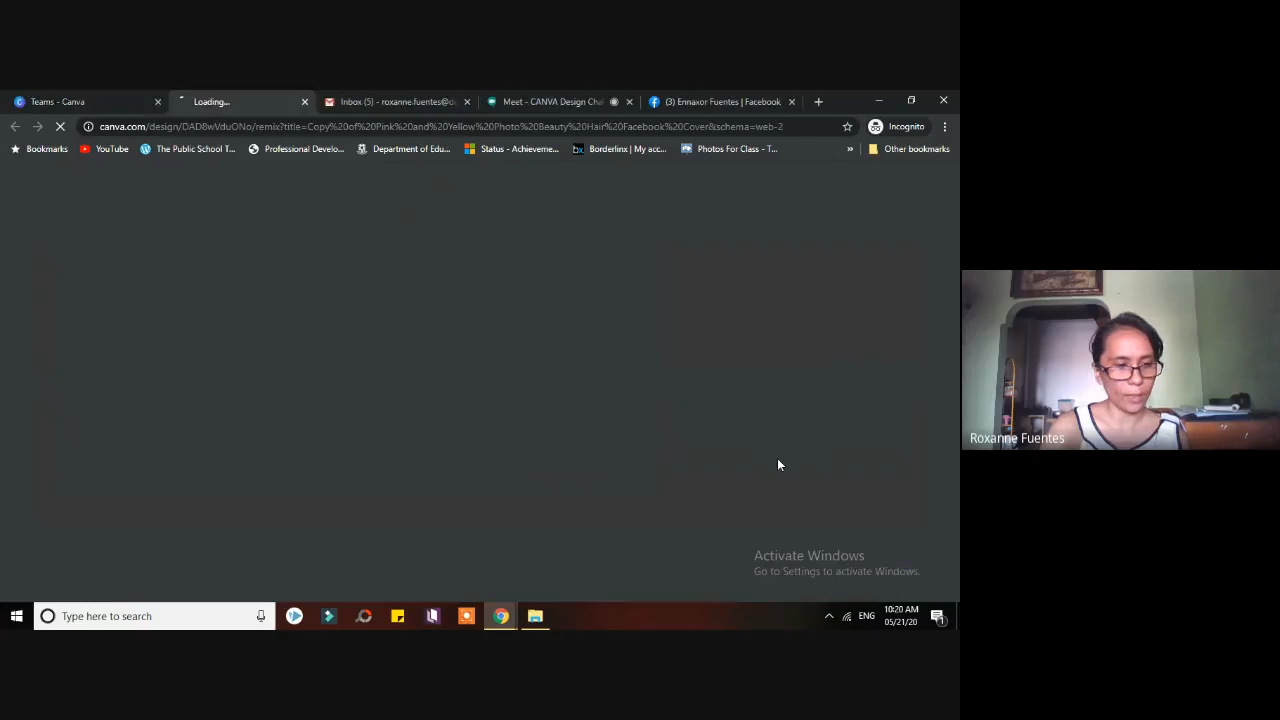 Teams - Canva
Loading...
Inbox (5) - roxanne.fuentes@d
Meet - CANVA Design Cha
(3) Ennaxor Fuentes | Facebook
canva.com/design/DAD8wVduONo/remix?title=Copy%20of%20Pink%20and%20Yellow%20Photo%20Beauty%20Hair%20Facebook%20Cover&schema=web-2
Incognito
Bookmarks
YouTube
The Public School T...
Professional Develo...
Department of Edu...
Status - Achieveme...
bx
Borderlinx | My acc...
Photos For Class - T...
»
Other bookmarks
Roxanne Fuentes
Activate Windows
Go to Settings to activate Windows.
Type here to search
ENG
10:20 AM
05/21/20
1